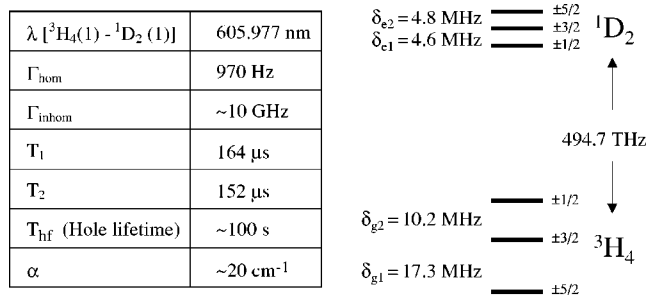 λ [³H₄(1) - ¹D₂ (1)] 605.977 nm
Γhom 970 Hz
Γinhom ~10 GHz
T₁ 164 μs
T₂ 152 μs
Thf (Hole lifetime) ~100 s
α ~20 cm⁻¹
δe2 = 4.8 MHz
δe1 = 4.6 MHz
±5/2
±3/2
±1/2
¹D₂
494.7 THz
±1/2
δg2 = 10.2 MHz
±3/2
³H₄
δg1 = 17.3 MHz
±5/2